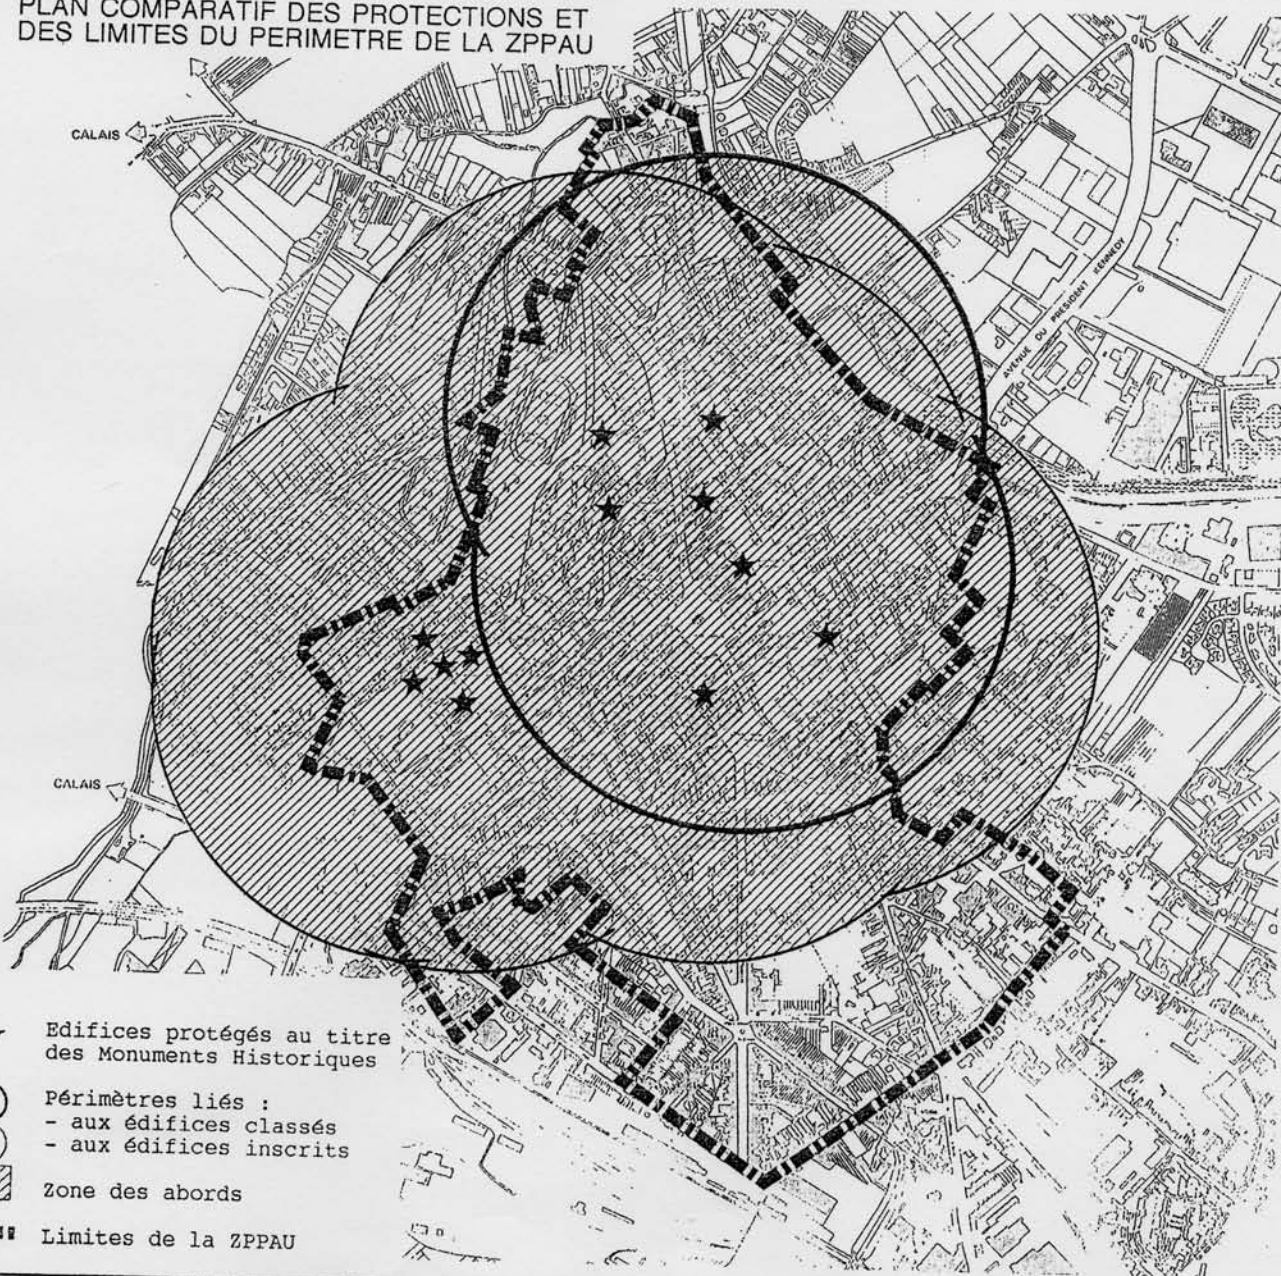 PLAN COMPARATIF DES PROTECTIONS ET
DES LIMITES DU PERIMETRE DE LA ZPPAU
CALAIS
AVENUE DU PRESIDENT KENNEDY
CALAIS
Edifices protégés au titre
des Monuments Historiques
Périmètres liés :
- aux édifices classés
- aux édifices inscrits
Zone des abords
Limites de la ZPPAU